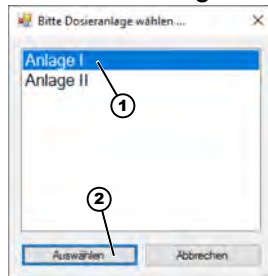 Bitte Dosieranlage wählen ...
Anlage I
Anlage II
1
2
Auswählen
Abbrechen